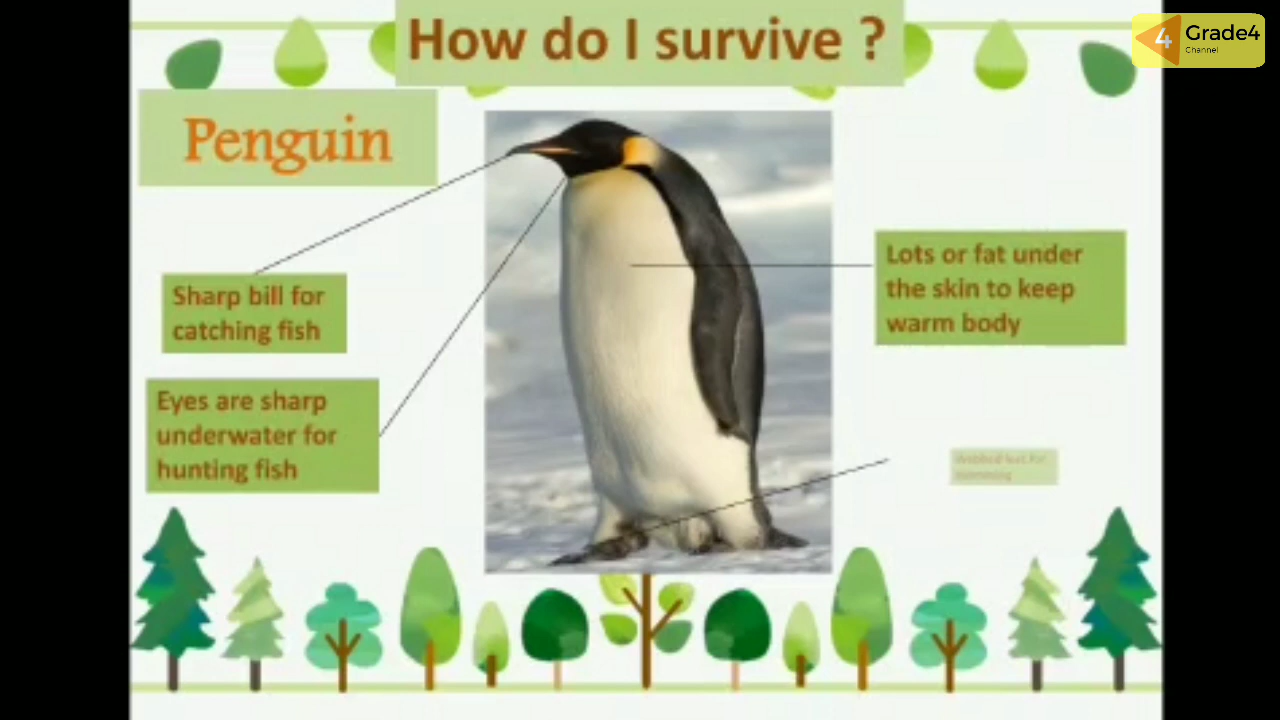 How do I survive ?
4 Grade4
Channel
Penguin
Sharp bill for
catching fish
Eyes are sharp
underwater for
hunting fish
Lots or fat under
the skin to keep
warm body